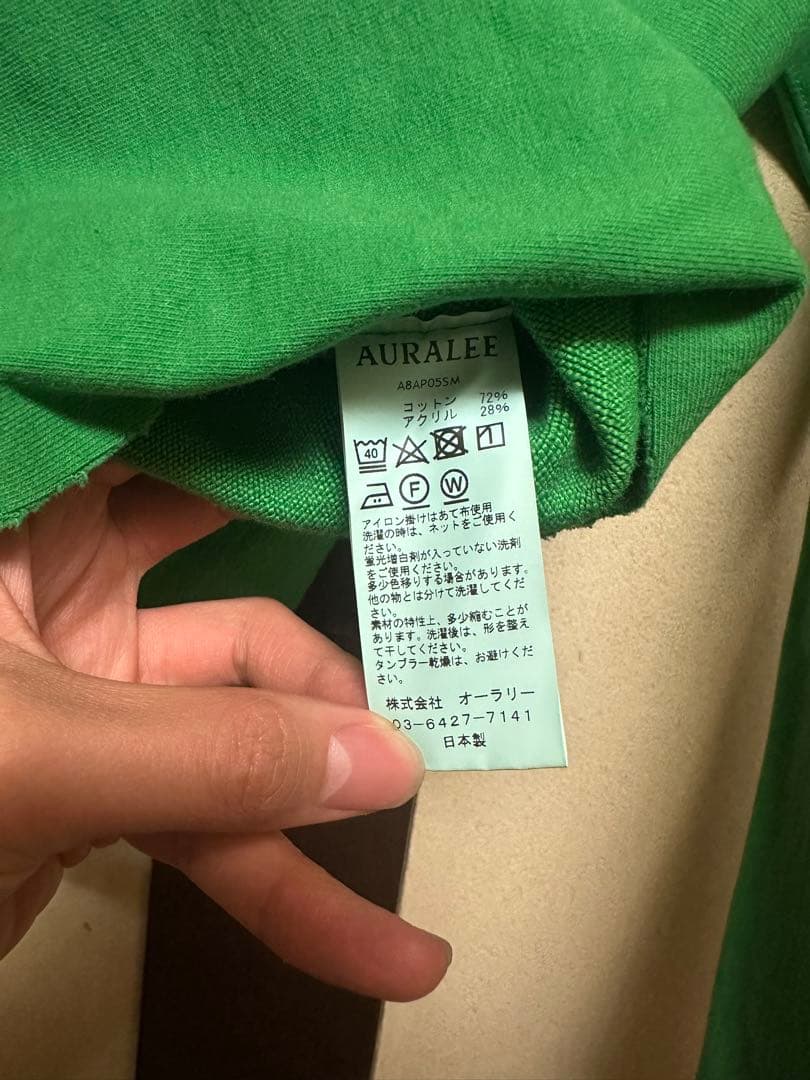 AURALEE
A8AP05SM
コットン 72%
アクリル 28%
40 1
F W
アイロン掛けはあて布使用
洗濯の時は、ネットをご使用く
ださい。
蛍光増白剤が入っていない洗剤
をご使用ください。
多少色移りする場合があります。
他の物とは分けて洗濯してくだ
さい。
素材の特性上、多少縮むことが
あります。洗濯後は、形を整え
て干してください。
タンブラー乾燥は、お避けくだ
さい。
株式会社 オーラリー
03-6427-7141
日本製